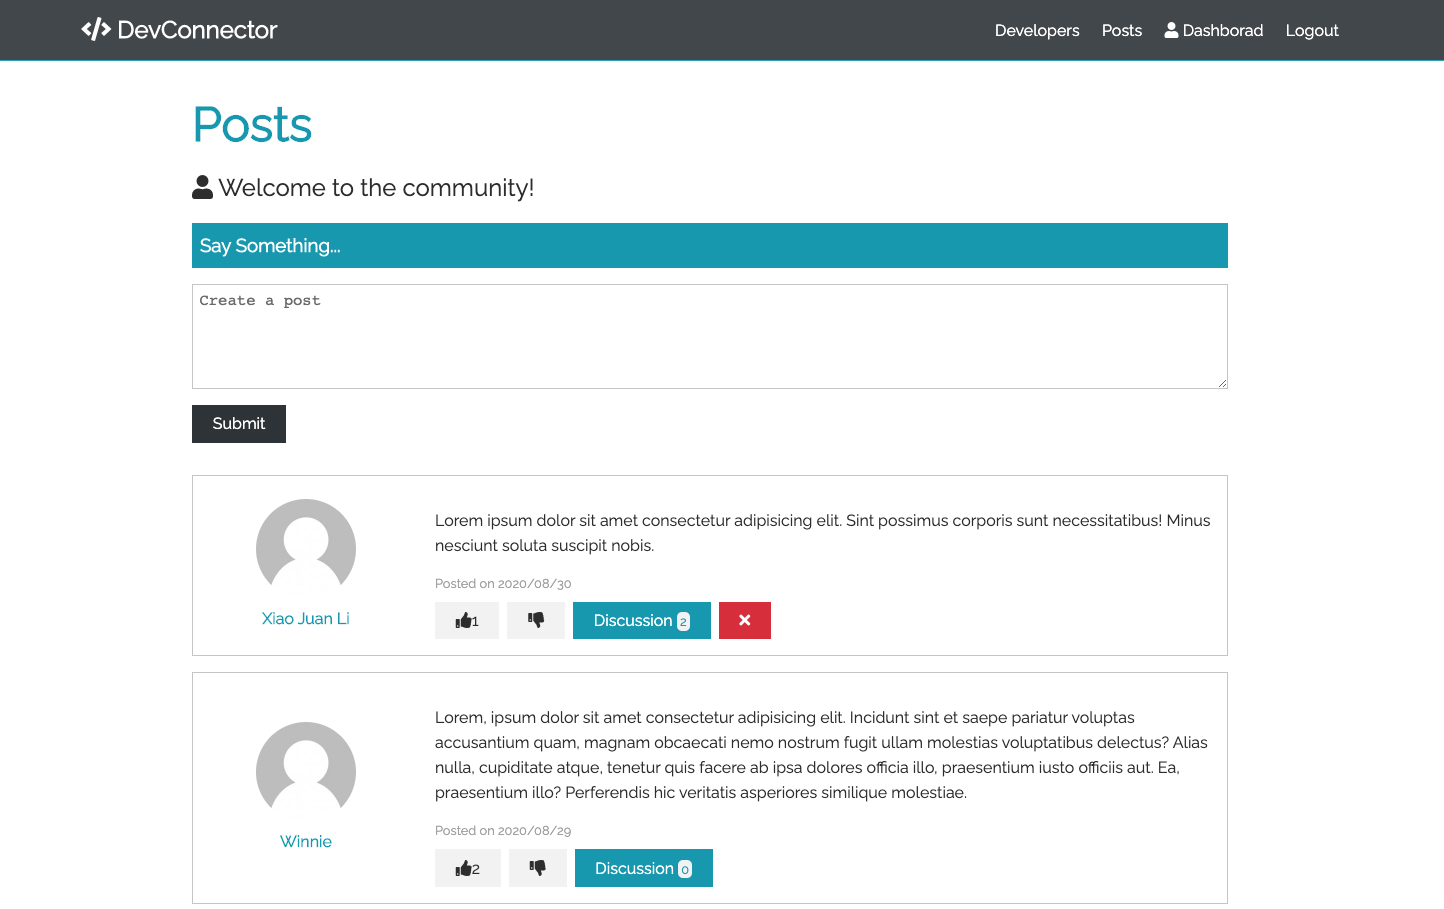 DevConnector
Developers Posts Dashborad Logout
Posts
Welcome to the community!
Say Something...
Create a post
Submit
Lorem ipsum dolor sit amet consectetur adipisicing elit. Sint possimus corporis sunt necessitatibus! Minus
nesciunt soluta suscipit nobis.
Posted on 2020/08/30
Xiao Juan Li
1 Discussion 2
Lorem, ipsum dolor sit amet consectetur adipisicing elit. Incidunt sint et saepe pariatur voluptas
accusantium quam, magnam obcaecati nemo nostrum fugit ullam molestias voluptatibus delectus? Alias
nulla, cupiditate atque, tenetur quis facere ab ipsa dolores officia illo, praesentium iusto officiis aut. Ea,
praesentium illo? Perferendis hic veritatis asperiores similique molestiae.
Posted on 2020/08/29
Winnie
2 Discussion 0